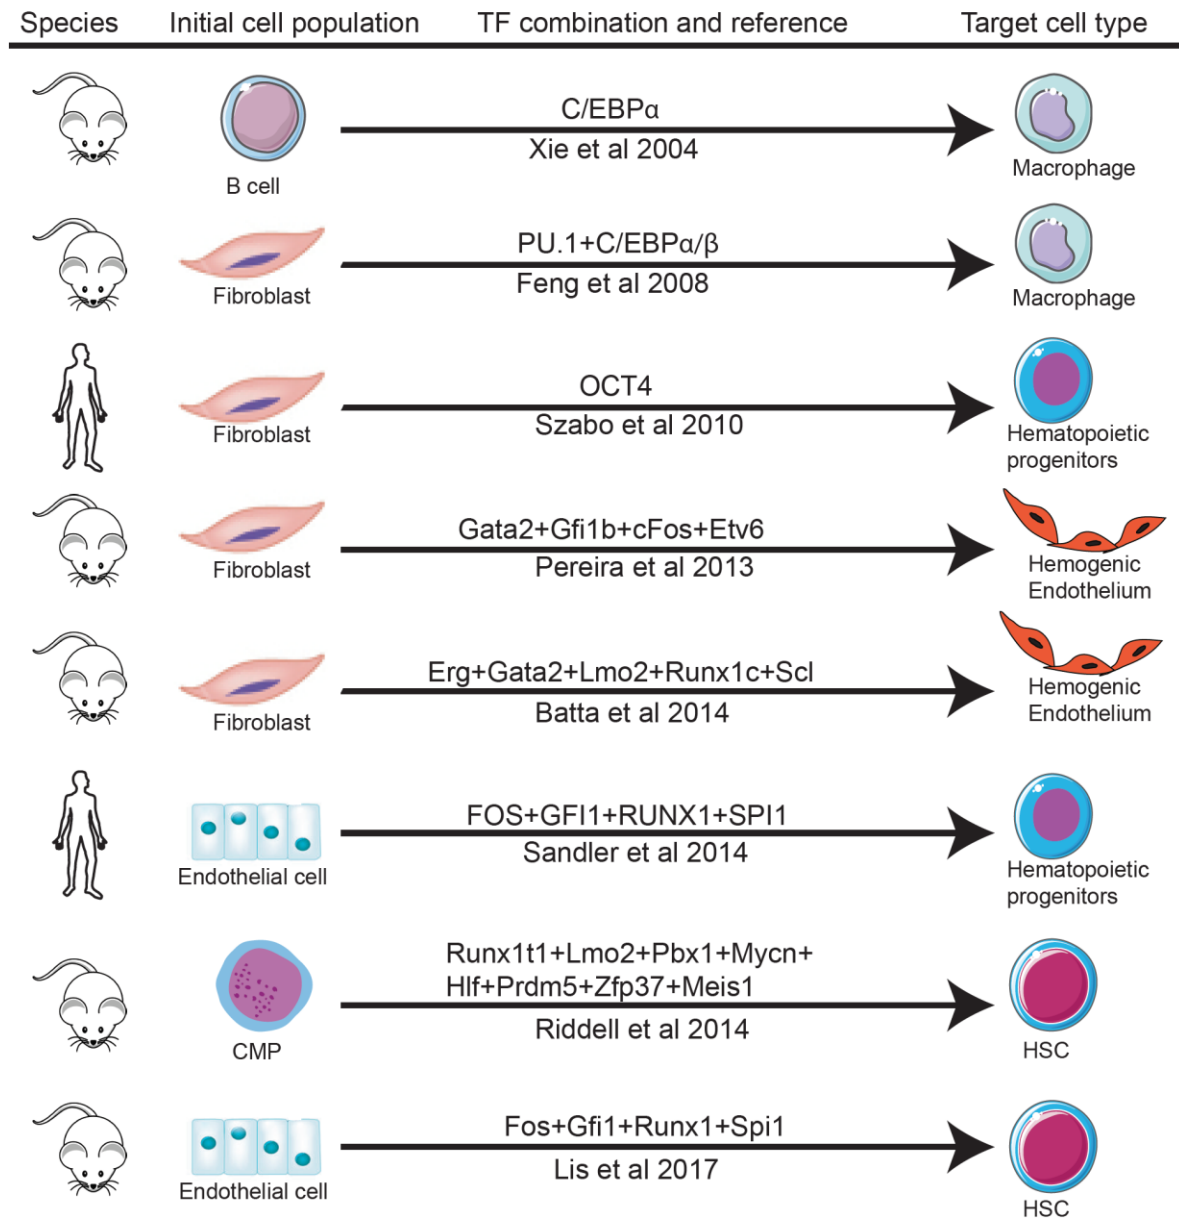 Species Initial cell population TF combination and reference Target cell type
C/EBPα
Xie et al 2004
B cell
Macrophage
PU.1+C/EBPα/β
Feng et al 2008
Fibroblast
Macrophage
OCT4
Szabo et al 2010
Fibroblast
Hematopoietic
progenitors
Gata2+Gfi1b+cFos+Etv6
Pereira et al 2013
Fibroblast
Hemogenic
Endothelium
Erg+Gata2+Lmo2+Runx1c+Scl
Batta et al 2014
Fibroblast
Hemogenic
Endothelium
FOS+GFI1+RUNX1+SPI1
Sandler et al 2014
Endothelial cell
Hematopoietic
progenitors
Runx1t1+Lmo2+Pbx1+Mycn+
Hlf+Prdm5+Zfp37+Meis1
Riddell et al 2014
CMP
HSC
Fos+Gfi1+Runx1+Spi1
Lis et al 2017
Endothelial cell
HSC